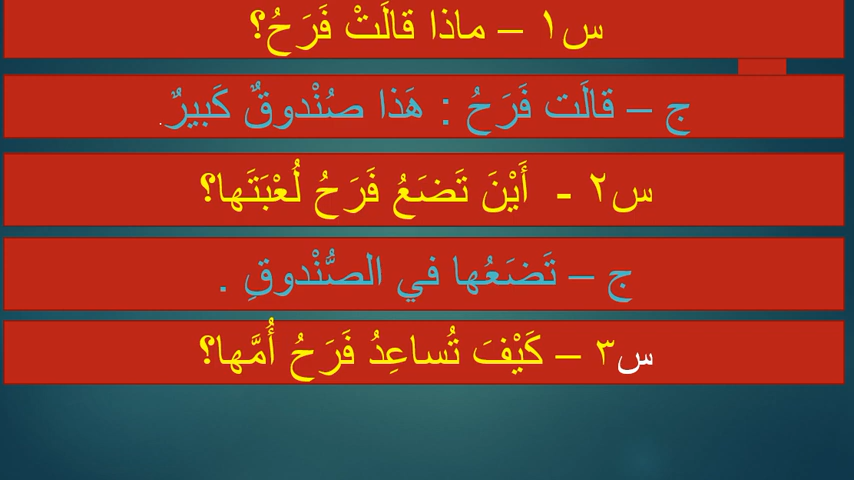 س١ – ماذا قالَتْ فَرَحُ؟
ج – قالَت فَرَحُ : هَذا صُنْدوقٌ كَبيرٌ.
س٢ - أَيْنَ تَضَعُ فَرَحُ لُعْبَتَها؟
ج – تَضَعُها في الصُّنْدوقِ .
س٣ – كَيْفَ تُساعِدُ فَرَحُ أُمَّها؟